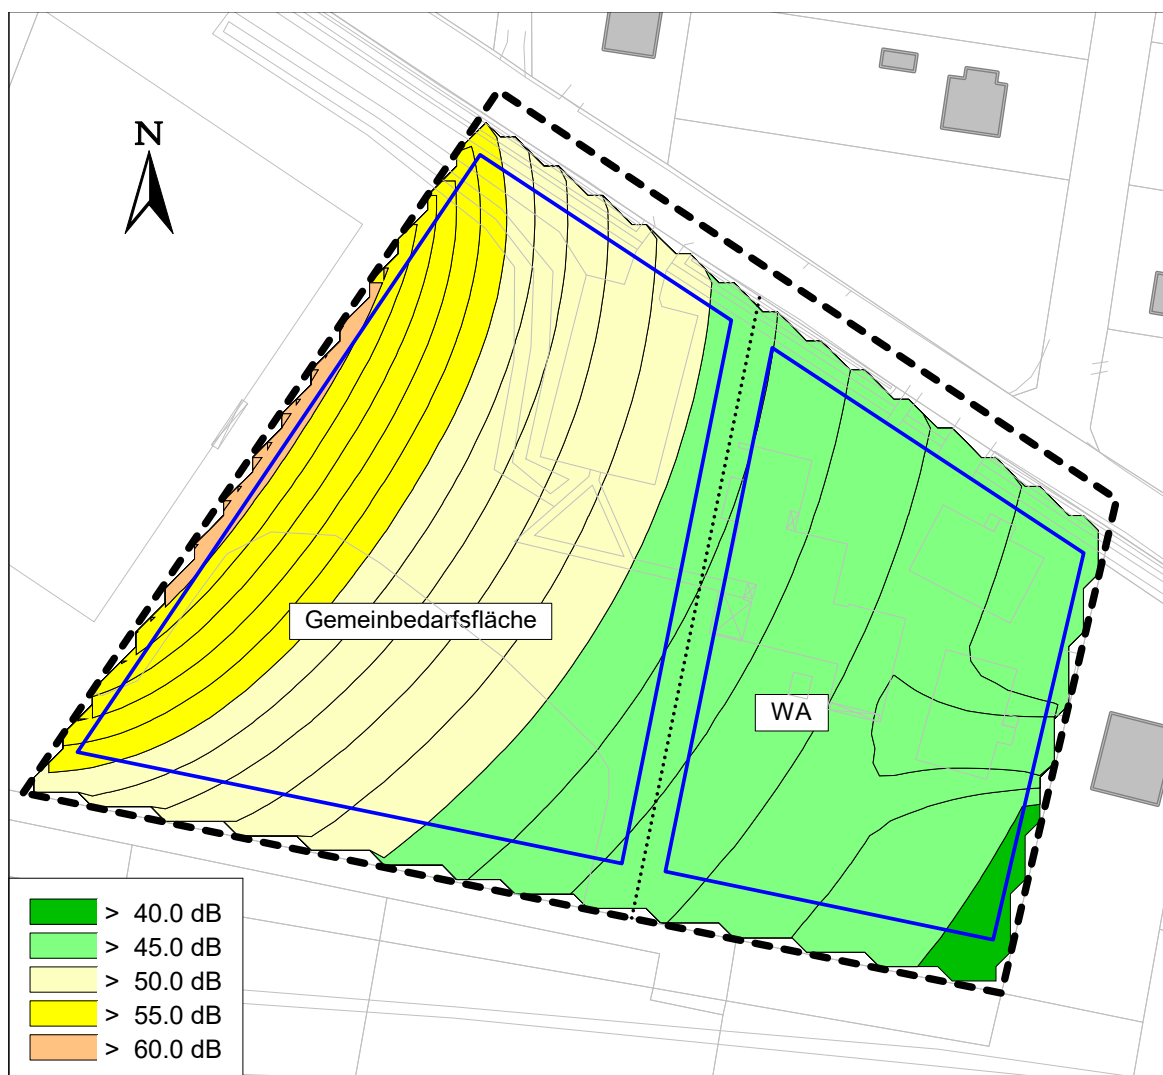 N
Gemeinbedarfsfläche
WA
> 40.0 dB
> 45.0 dB
> 50.0 dB
> 55.0 dB
> 60.0 dB